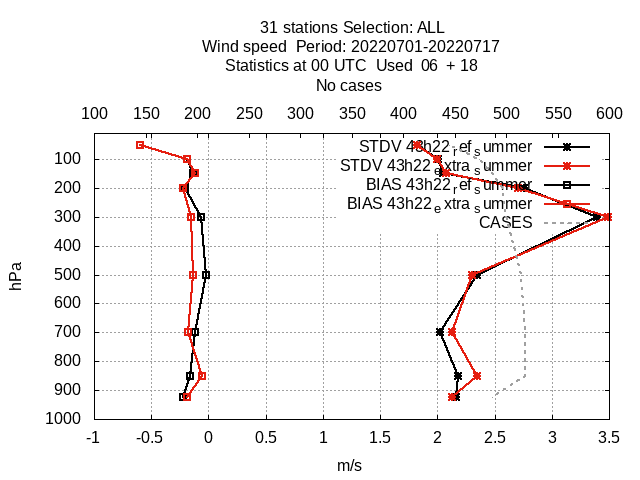 31 stations Selection: ALL
Wind speed  Period: 20220701-20220717
Statistics at 00 UTC  Used  06  + 18
No cases
100 150 200 250 300 350 400 450 500 550 600
STDV 43h22_ref_summer
STDV 43h22_extra_summer
BIAS 43h22_ref_summer
BIAS 43h22_extra_summer
CASES
hPa
100
200
300
400
500
600
700
800
900
1000
-1 -0.5 0 0.5 1 1.5 2 2.5 3 3.5
m/s